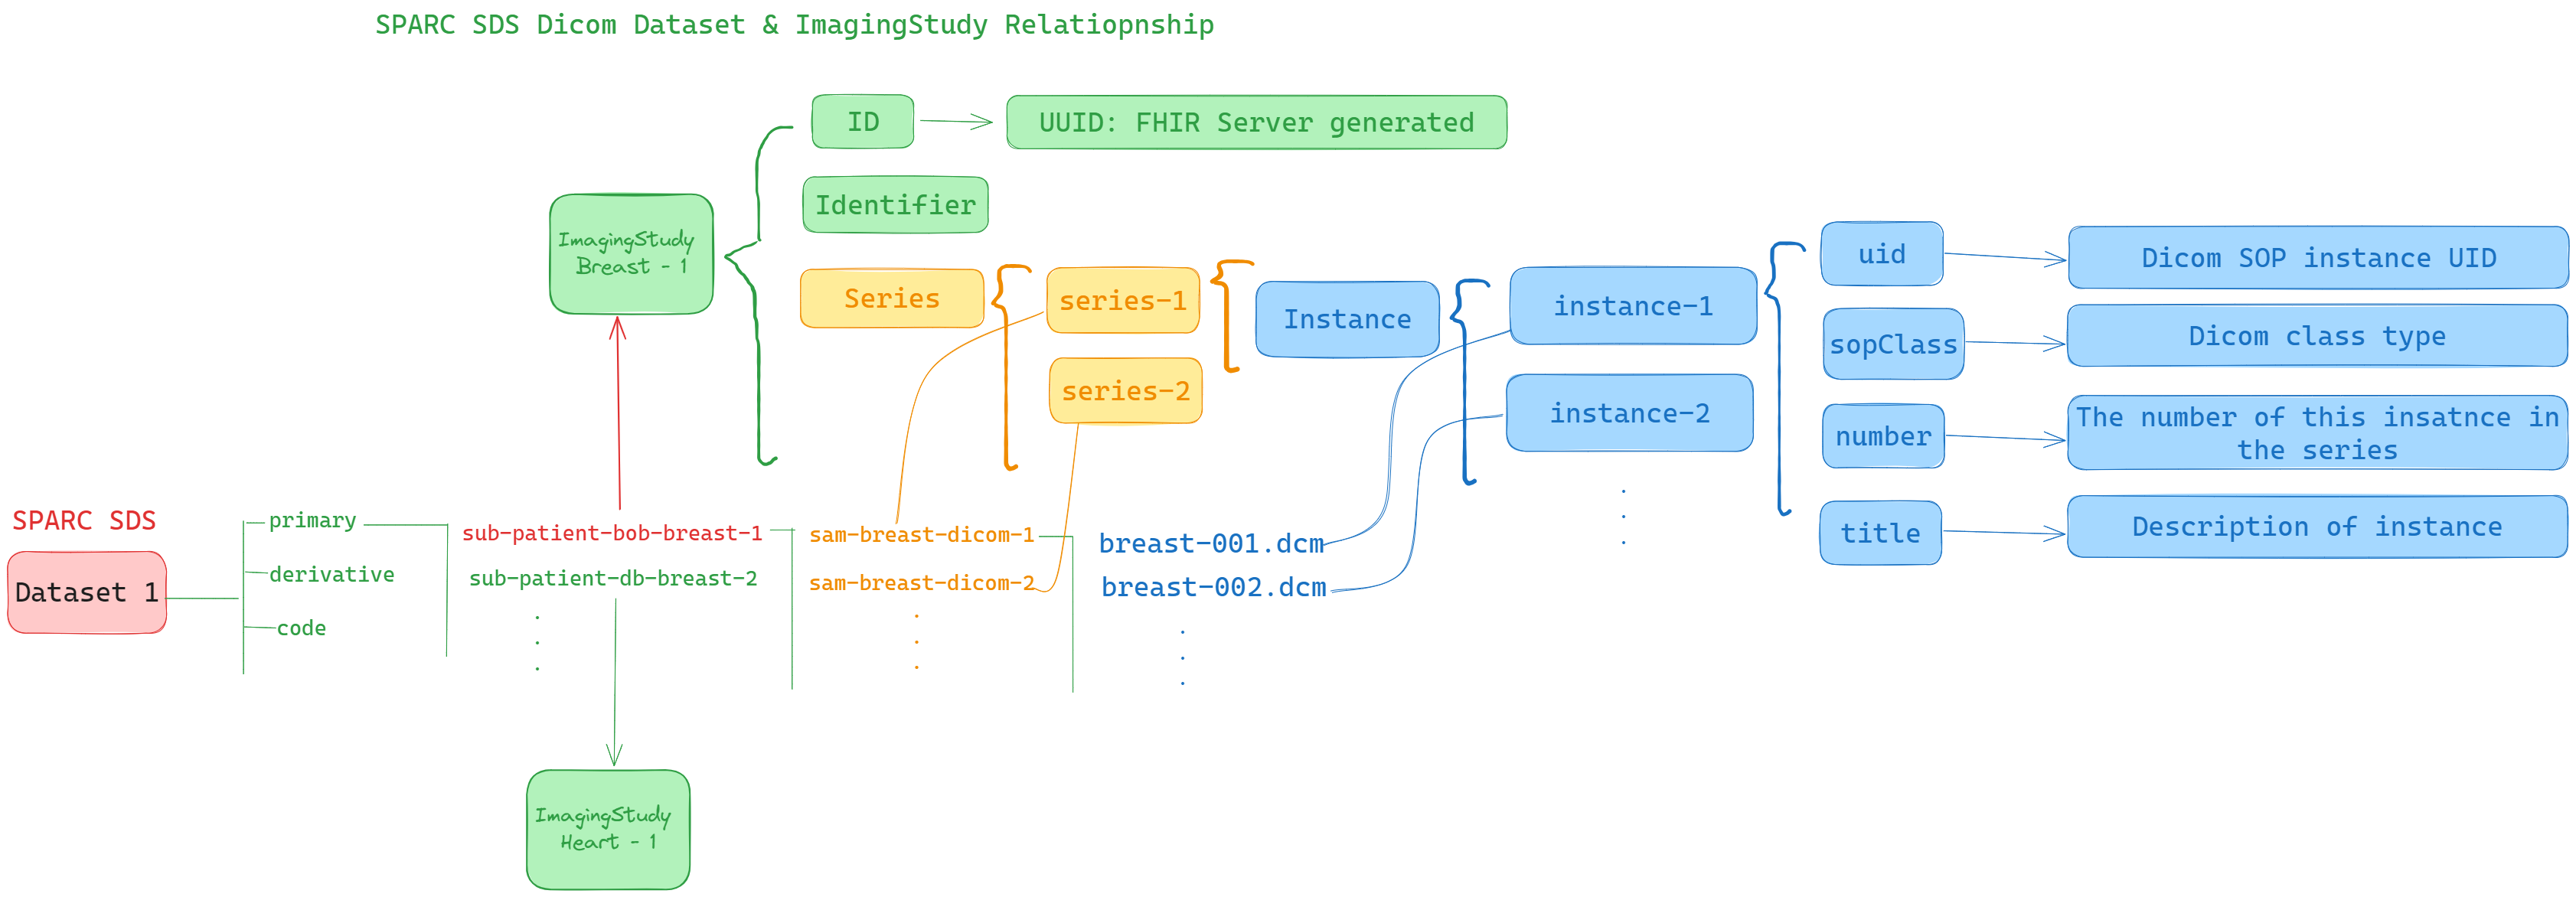 SPARC SDS Dicom Dataset & ImagingStudy Relatiopnship
ID
UUID: FHIR Server generated
Identifier
ImagingStudy
Breast - 1
Series
series-1
series-2
Instance
instance-1
instance-2
.
.
.
uid
Dicom SOP instance UID
sopClass
Dicom class type
number
The number of this insatnce in
the series
title
Description of instance
SPARC SDS
Dataset 1
primary
derivative
code
sub-patient-bob-breast-1
sub-patient-db-breast-2
.
.
.
sam-breast-dicom-1
sam-breast-dicom-2
.
.
.
breast-001.dcm
breast-002.dcm
.
.
.
ImagingStudy
Heart - 1